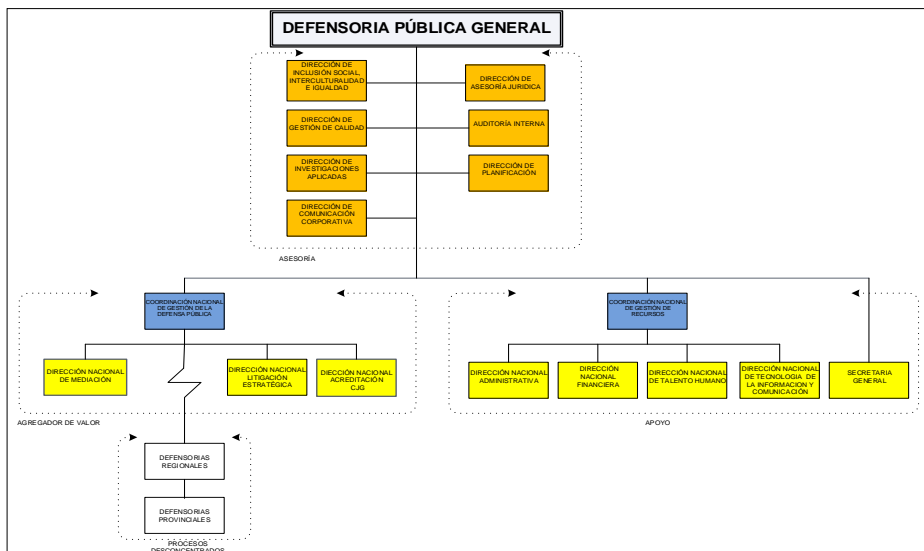 DEFENSORIA PÚBLICA GENERAL
DIRECCIÓN DE
INCLUSIÓN SOCIAL,
INTERCULTURALIDAD
E IGUALDAD
DIRECCIÓN DE
ASESORÍA JURIDICA
DIRECCIÓN DE
GESTIÓN DE CALIDAD
AUDITORÍA INTERNA
DIRECCIÓN DE
INVESTIGACIONES
APLICADAS
DIRECCIÓN DE
PLANIFICACIÓN
DIRECCIÓN DE
COMUNICACIÓN
CORPORATIVA
ASESORÍA
COORDINACIÓN NACIONAL
DE GESTIÓN DE LA
DEFENSA PÚBLICA
COORDINACIÓN NACIONAL
DE GESTIÓN DE
RECURSOS
DIRECCIÓN NACIONAL
DE MEDIACIÓN
DIRECCIÓN NACIONAL
LITIGACIÓN
ESTRATÉGICA
DIECCIÓN NACIONAL
ACREDITACIÓN
CJG
DIRECCIÓN NACIONAL
ADMINISTRATIVA
DIRECCIÓN
NACIONAL
FINANCIERA
DIRECCIÓN NACIONAL
DE TALENTO HUMANO
DIRECCIÓN NACIONAL
DE TECNOLOGIA DE
LA INFORMACION Y
COMUNICACIÓN
SECRETARIA
GENERAL
AGREGADOR DE VALOR
APOYO
DEFENSORIAS
REGIONALES
DEFENSORIAS
PROVINCIALES
PROCESOS
DESCONCENTRADOS